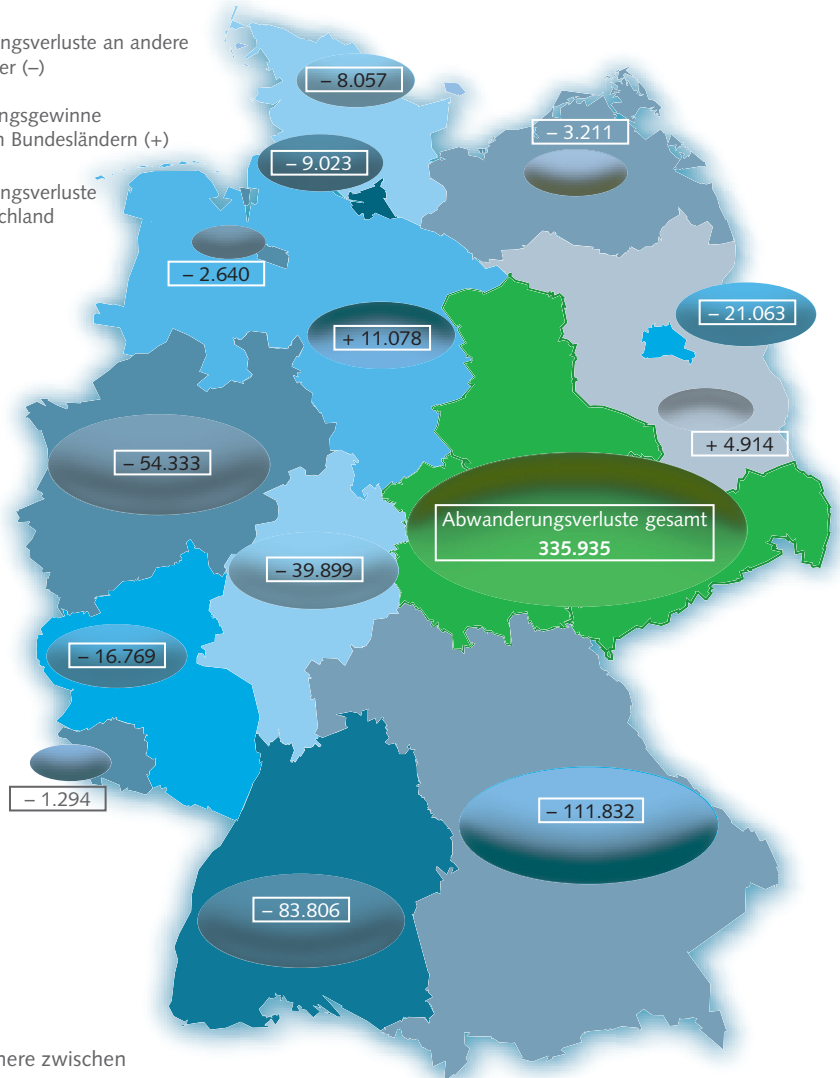 ngsverluste an andere
er (–)
ngsgewinne
n Bundesländern (+)
ngsverluste
chland
– 8.057
– 3.211
– 9.023
– 2.640
– 21.063
+ 11.078
+ 4.914
– 54.333
Abwanderungsverluste gesamt
335.935
– 39.899
– 16.769
– 1.294
– 111.832
– 83.806
nere zwischen